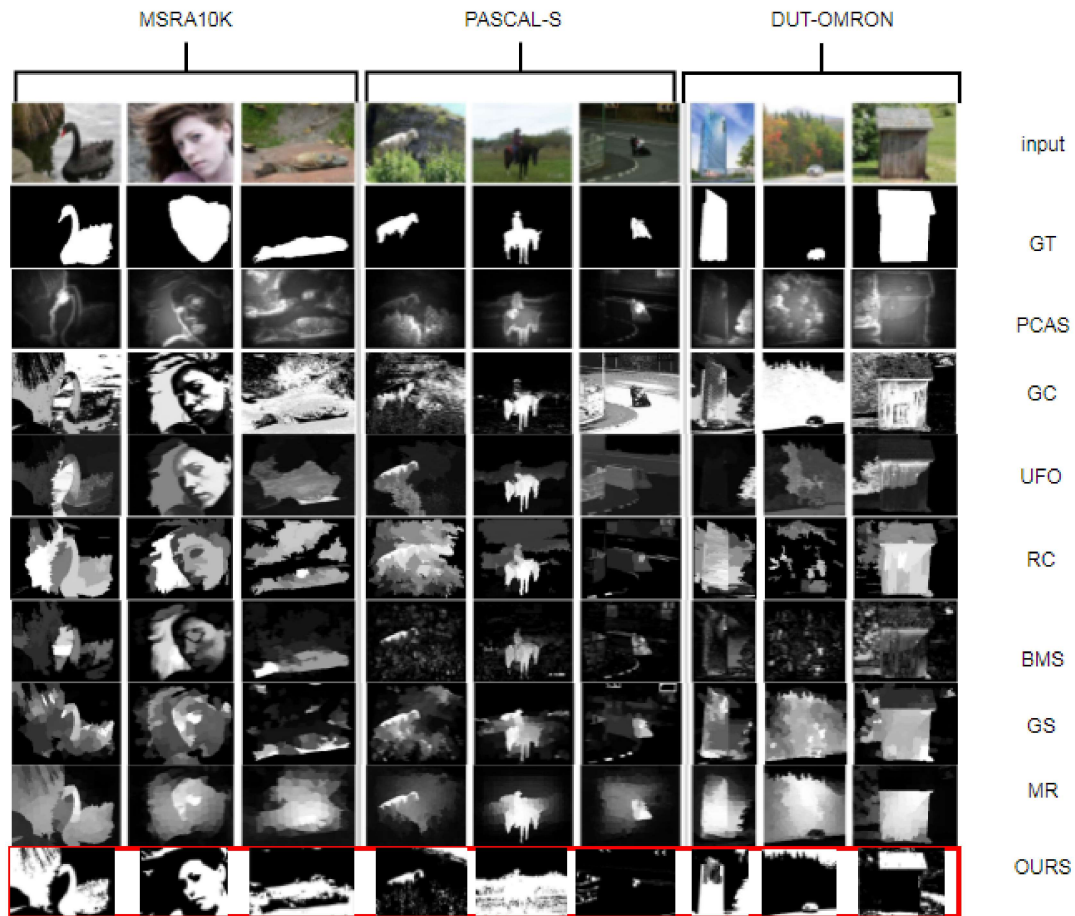 MSRA10K PASCAL-S DUT-OMRON
input
GT
PCAS
GC
UFO
RC
BMS
GS
MR
OURS